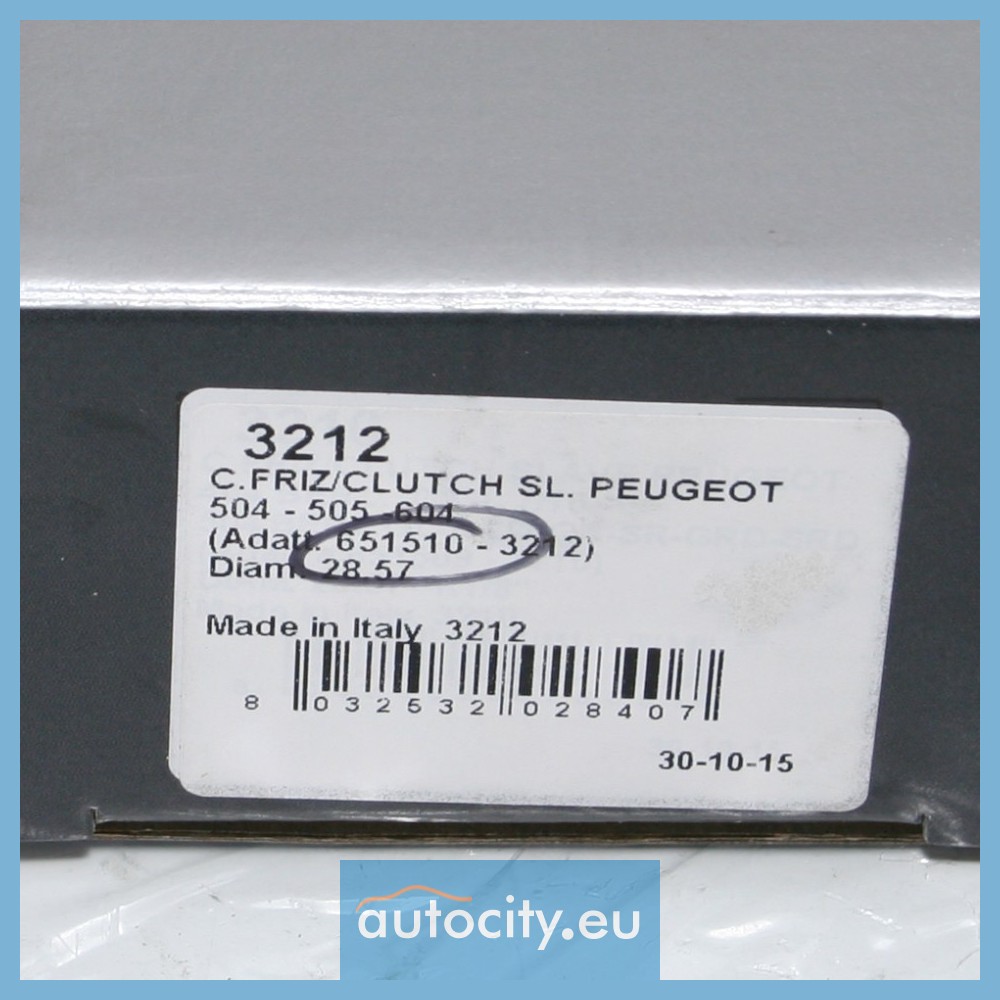 3212
C.FRIZ/CLUTCH SL. PEUGEOT
504 - 505 -604
(Adatt. 651510 - 3212)
Diam. 28.57
Made in Italy 3212
8 032532 028407
30-10-15
autocity.eu